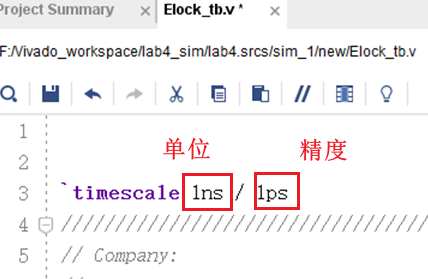 Project Summary × Elock_tb.v * ×
F:/Vivado_workspace/lab4_sim/lab4.srcs/sim_1/new/Elock_tb.v
1
2
单位 精度
3 `timescale 1ns / 1ps
4 //////////////////////////////////
5 // Company: